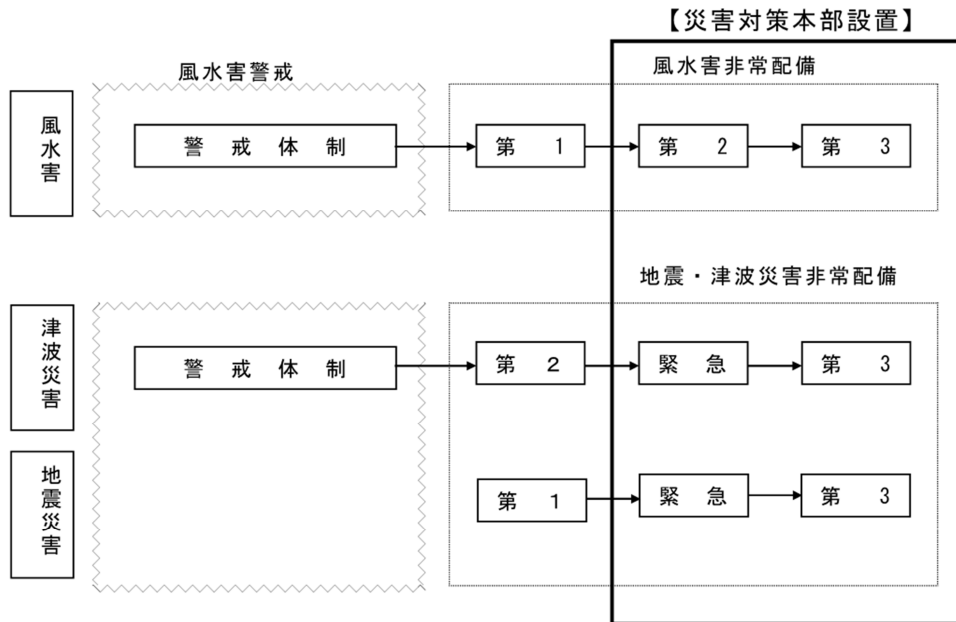 【災害対策本部設置】
風水害警戒
風水害非常配備
風水害
警 戒 体 制
第 1
第 2
第 3
地震・津波災害非常配備
津波災害
警 戒 体 制
第 2
緊 急
第 3
地震災害
第 1
緊 急
第 3